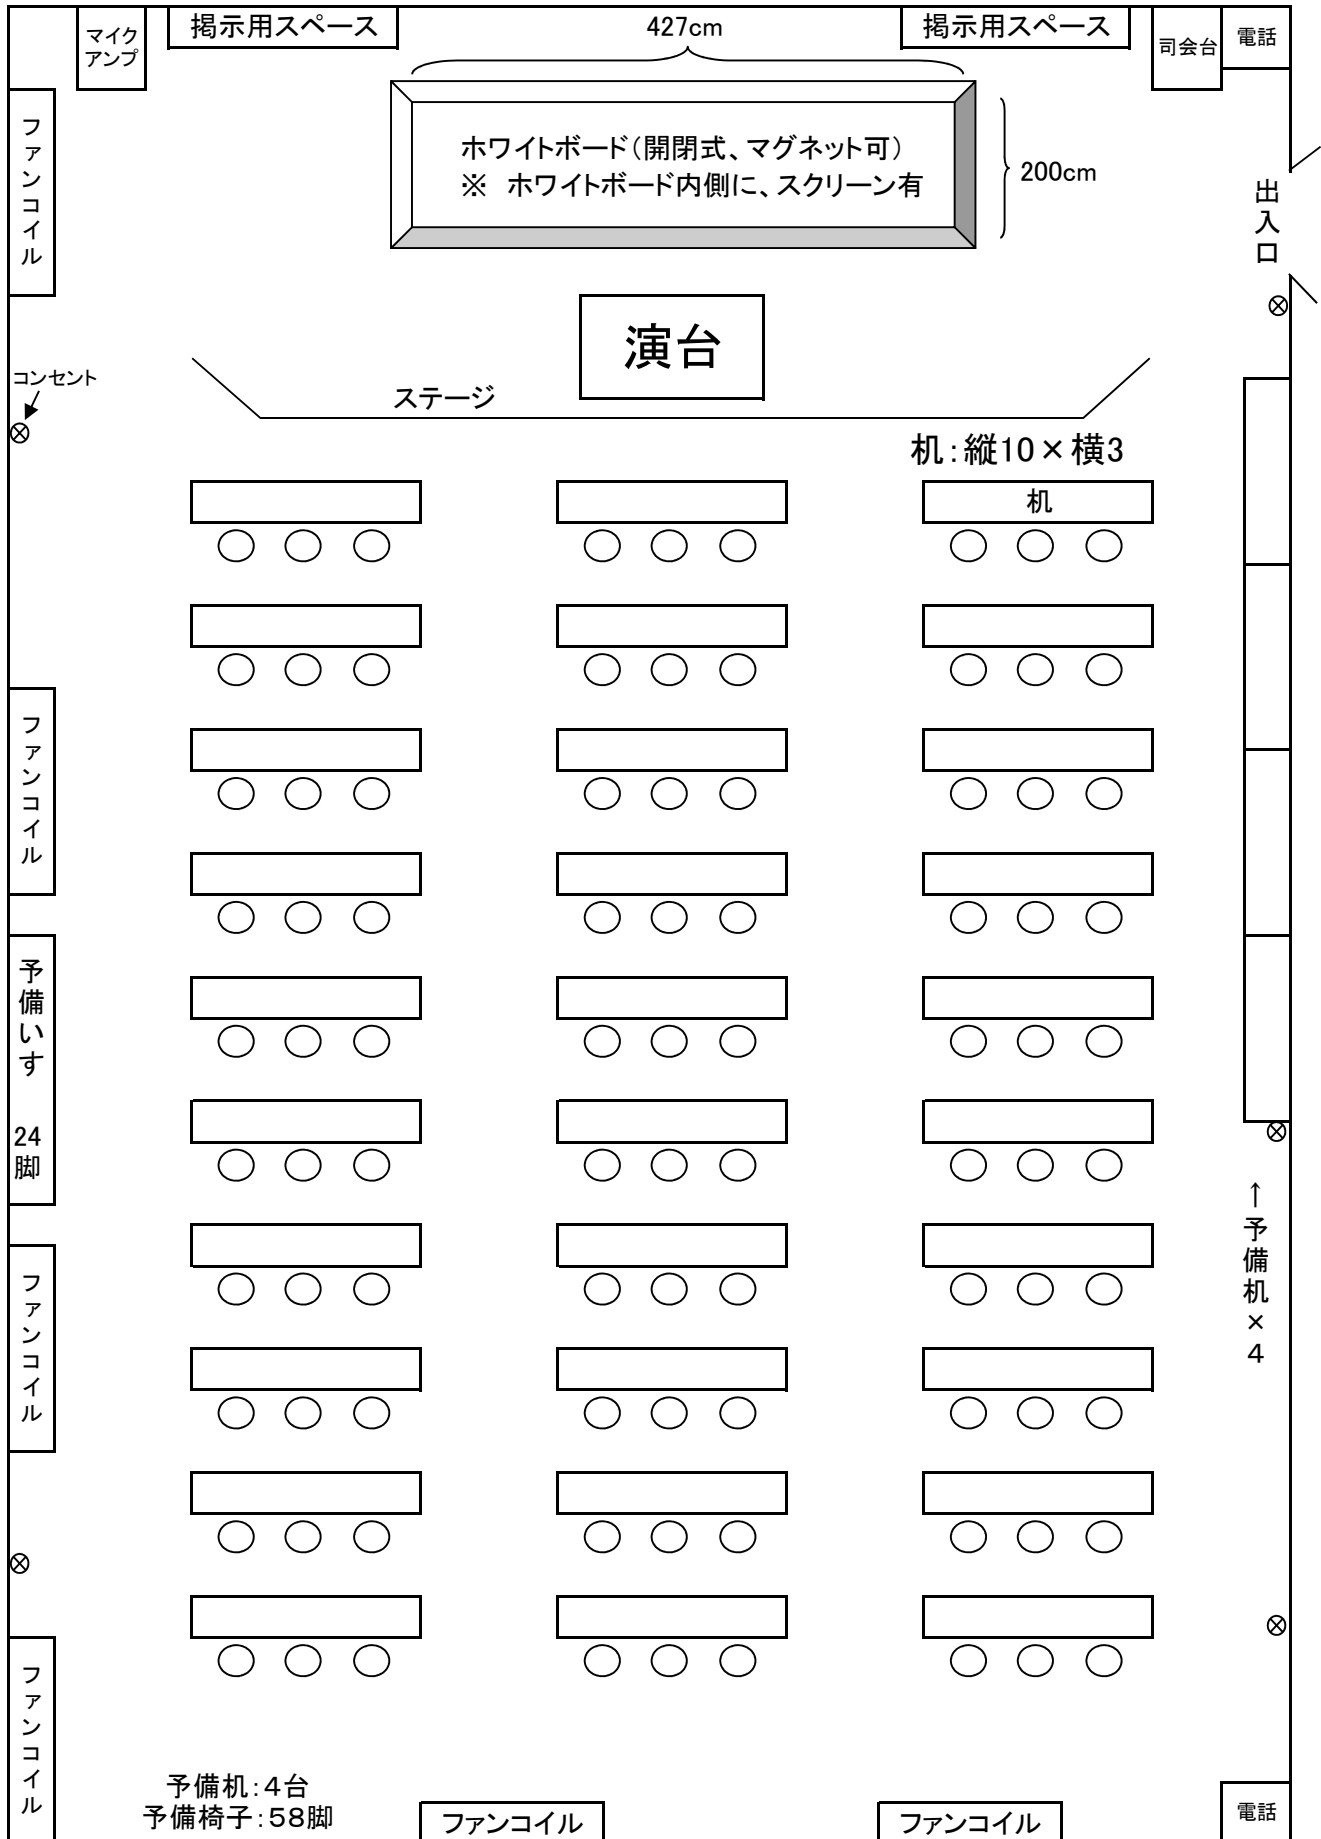 マイク
アンプ
掲示用スペース
427cm
掲示用スペース
司会台
電話
ファンコイル
ホワイトボード（開閉式、マグネット可）
※　ホワイトボード内側に、スクリーン有
200cm
出入口
演台
コンセント
ステージ
机：縦10×横3
机
ファンコイル
予備いす
24
脚
↑予備机×４
ファンコイル
ファンコイル
予備机：４台
予備椅子：５８脚
ファンコイル
ファンコイル
電話